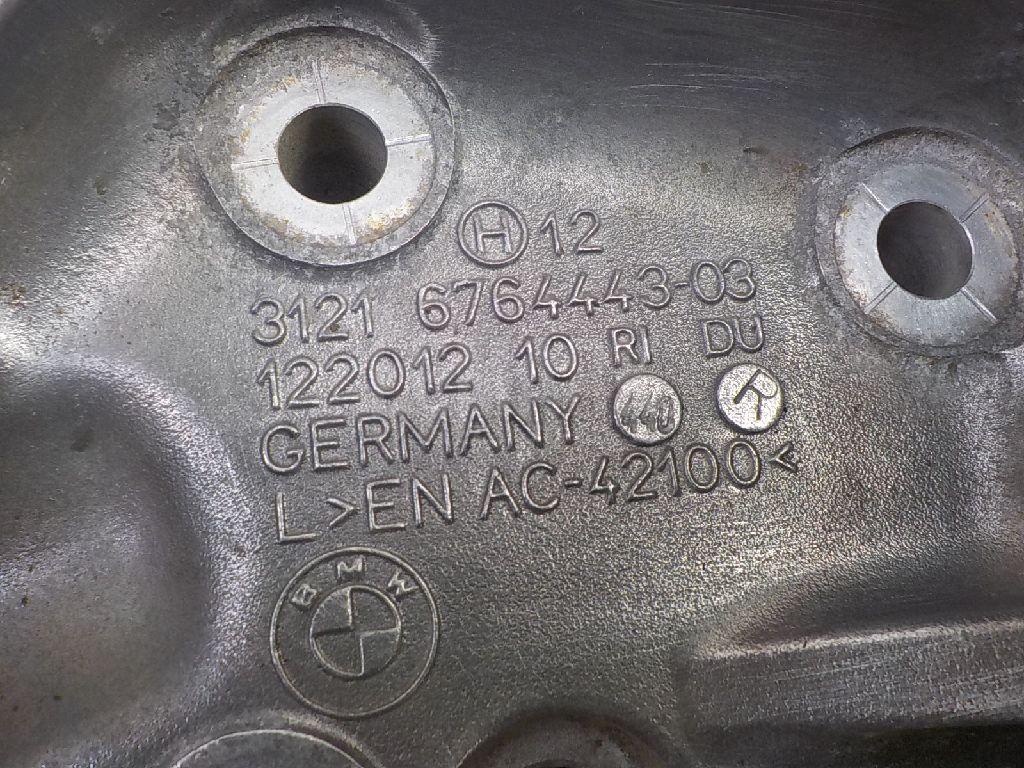 H 12
3121 6764443-03
122012 10 RI DU
GERMANY 440 R
L >EN AC-42100<
BMW